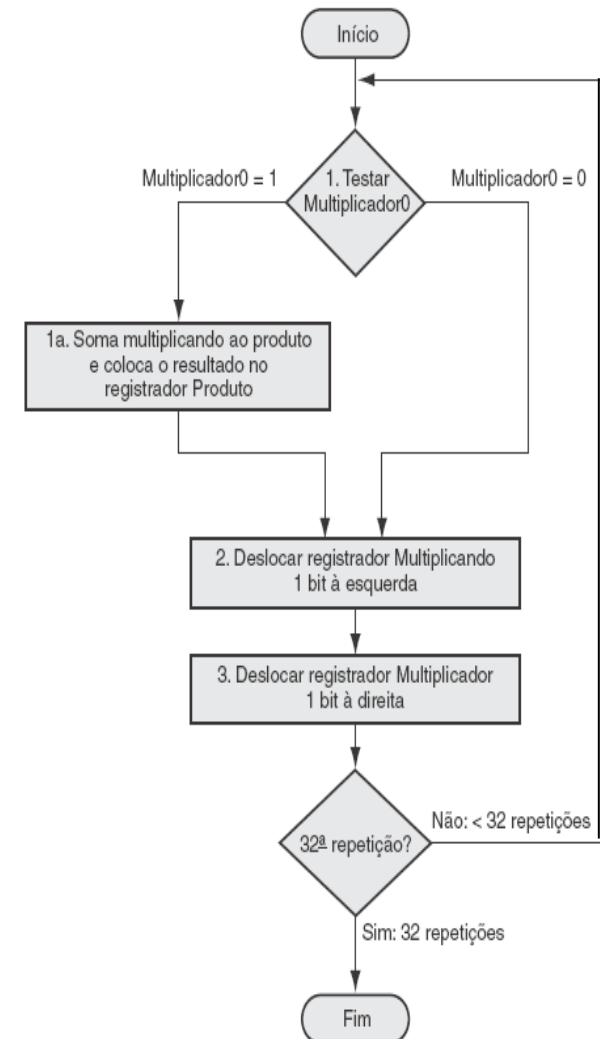 Início
Multiplicador0 = 1
1. Testar
Multiplicador0
Multiplicador0 = 0
1a. Soma multiplicando ao produto
e coloca o resultado no
registrador Produto
2. Deslocar registrador Multiplicando
1 bit à esquerda
3. Deslocar registrador Multiplicador
1 bit à direita
32ª repetição?
Não: < 32 repetições
Sim: 32 repetições
Fim